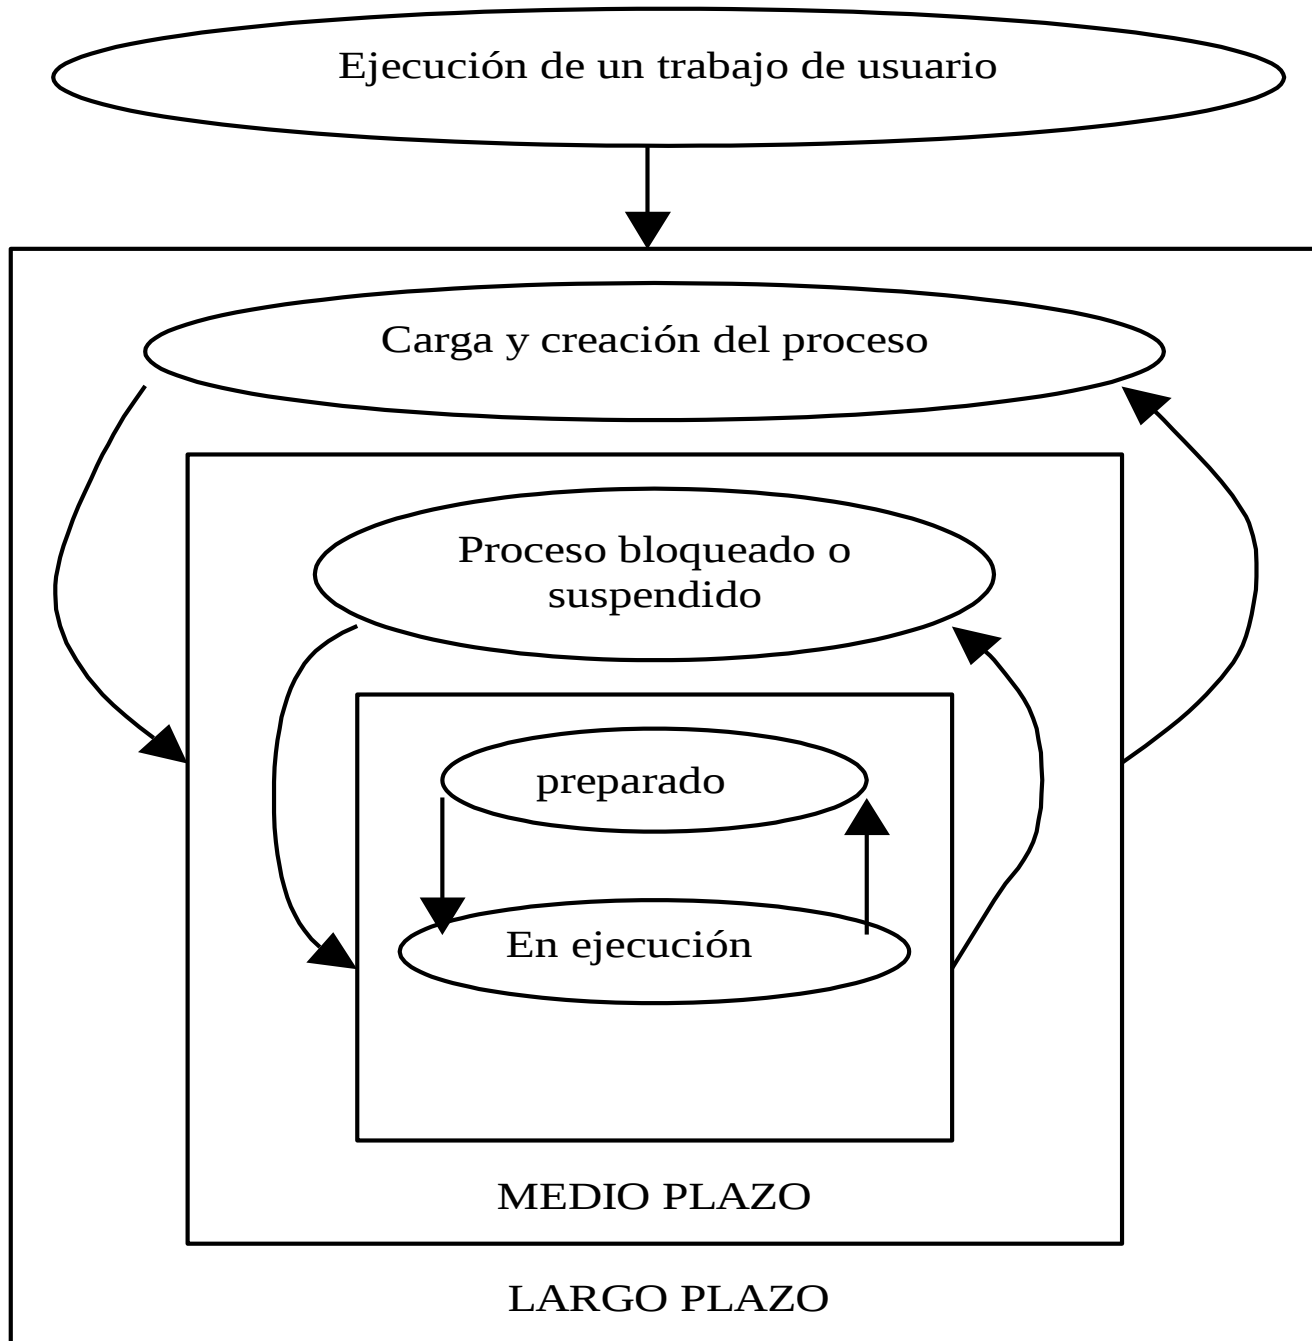 Ejecución de un trabajo de usuario
Carga y creación del proceso
Proceso bloqueado o
suspendido
preparado
En ejecución
MEDIO PLAZO
LARGO PLAZO